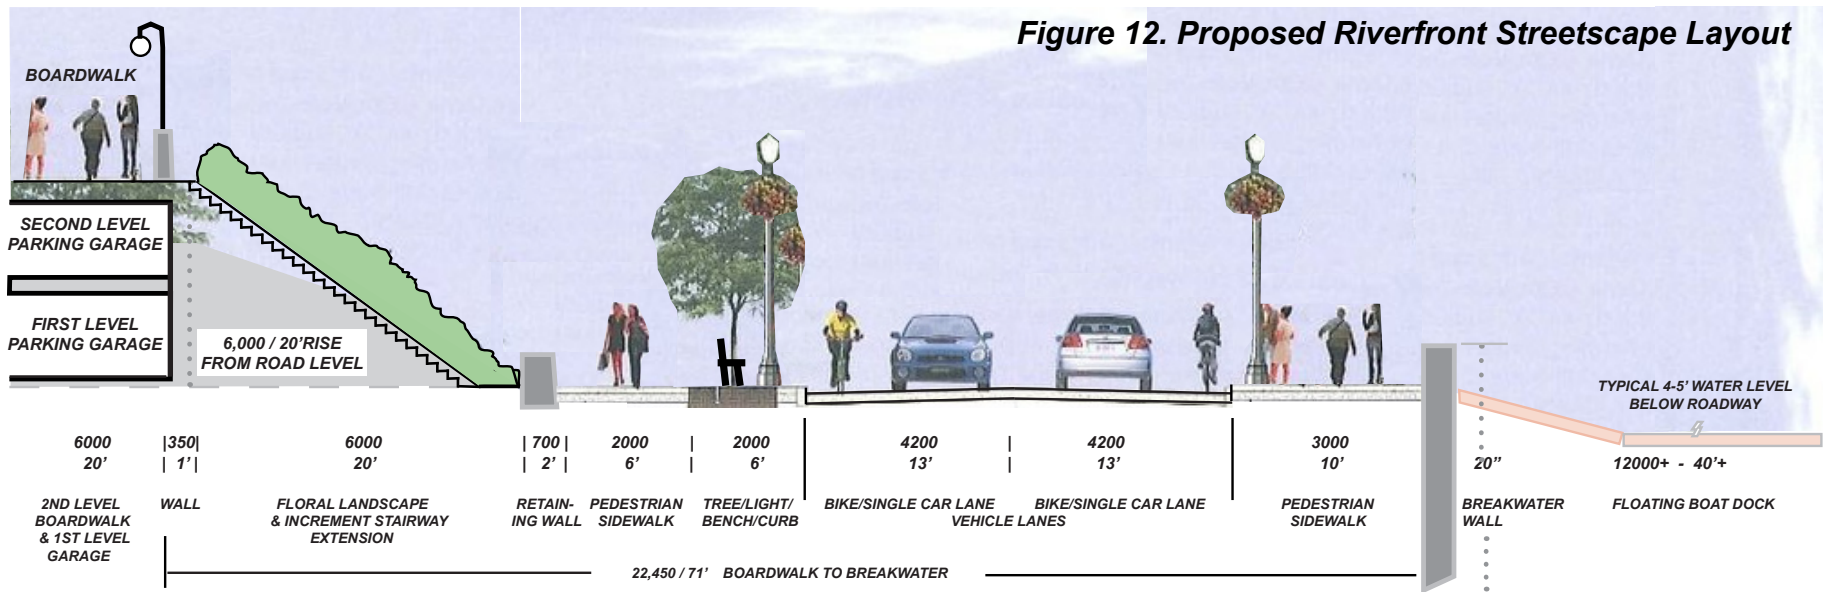 Figure 12. Proposed Riverfront Streetscape Layout
BOARDWALK
SECOND LEVEL
PARKING GARAGE
FIRST LEVEL
PARKING GARAGE
6,000 / 20'RISE
FROM ROAD LEVEL
TYPICAL 4-5' WATER LEVEL
BELOW ROADWAY
6000 |350| 6000 | 700 | 2000 | 2000 4200 | 4200 3000
20' | 1' | 20' | 2' | 6' | 6' 13' | 13' 10' 20" 12000+ - 40'+
2ND LEVEL
BOARDWALK
& 1ST LEVEL
GARAGE
WALL
FLORAL LANDSCAPE
& INCREMENT STAIRWAY
EXTENSION
RETAIN-
ING WALL
PEDESTRIAN
SIDEWALK
TREE/LIGHT/
BENCH/CURB
BIKE/SINGLE CAR LANE
BIKE/SINGLE CAR LANE
VEHICLE LANES
PEDESTRIAN
SIDEWALK
BREAKWATER
WALL
FLOATING BOAT DOCK
22,450 / 71' BOARDWALK TO BREAKWATER